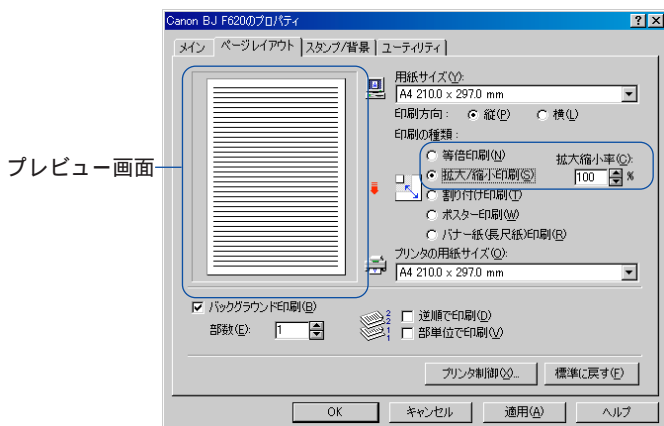 Canon BJ F620のプロパティ
メイン ページレイアウト スタンプ/背景 ユーティリティ
用紙サイズ(Y):
A4 210.0 x 297.0 mm
印刷方向: 縦(P) 横(L)
印刷の種類:
等倍印刷(N)
拡大縮小率(C):
拡大/縮小印刷(S)
100 %
割り付け印刷(T)
ポスター印刷(W)
バナー紙(長尺紙)印刷(R)
プリンタの用紙サイズ(O):
A4 210.0 x 297.0 mm
プレビュー画面
バックグラウンド印刷(B)
部数(E): 1
2
2
1
1
逆順で印刷(D)
部単位で印刷(V)
プリンタ制御(X)... 標準に戻す(F)
OK キャンセル 適用(A) ヘルプ